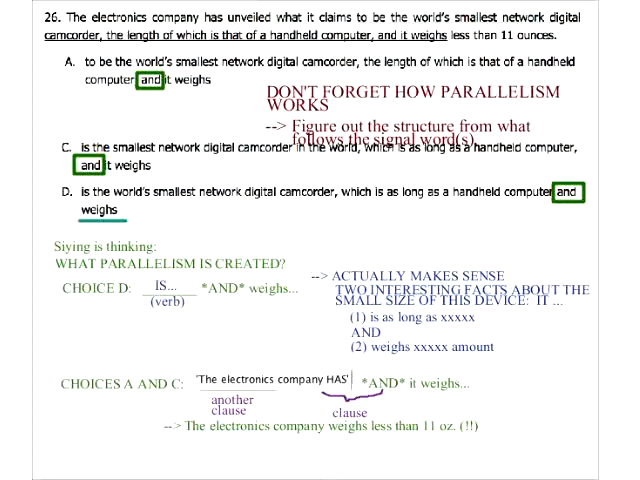 26. The electronics company has unveiled what it claims to be the world's smallest network digital
camcorder, the length of which is that of a handheld computer, and it weighs less than 11 ounces.
A. to be the world's smallest network digital camcorder, the length of which is that of a handheld
computer and it weighs
DON'T FORGET HOW PARALLELISM
WORKS
--> Figure out the structure from what
follows the signal word(s)
C. is the smallest network digital camcorder in the world, which is as long as a handheld computer,
and it weighs
D. is the world's smallest network digital camcorder, which is as long as a handheld computer and
weighs
Siying is thinking:
WHAT PARALLELISM IS CREATED?
CHOICE D: IS... *AND* weighs...
(verb)
--> ACTUALLY MAKES SENSE
TWO INTERESTING FACTS ABOUT THE
SMALL SIZE OF THIS DEVICE: IT ...
(1) is as long as xxxxx
AND
(2) weighs xxxxx amount
CHOICES A AND C: 'The electronics company HAS' *AND* it weighs...
another
clause
clause
--> The electronics company weighs less than 11 oz. (!!)